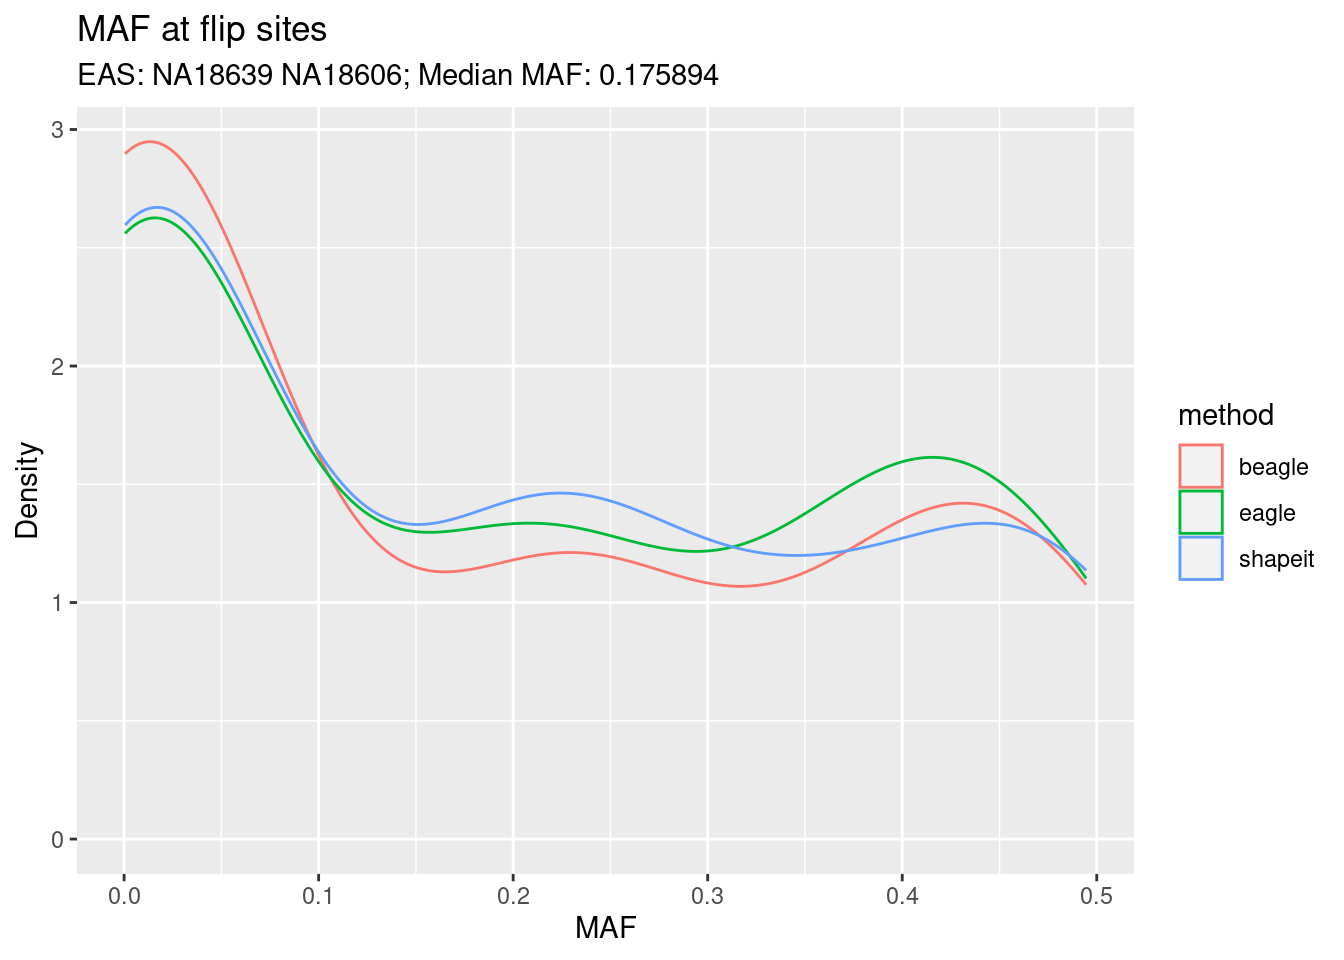 MAF at flip sites
EAS: NA18639 NA18606; Median MAF: 0.175894
3
2
1
0
Density
0.0
0.1
0.2
0.3
0.4
0.5
MAF
method
beagle
eagle
shapeit